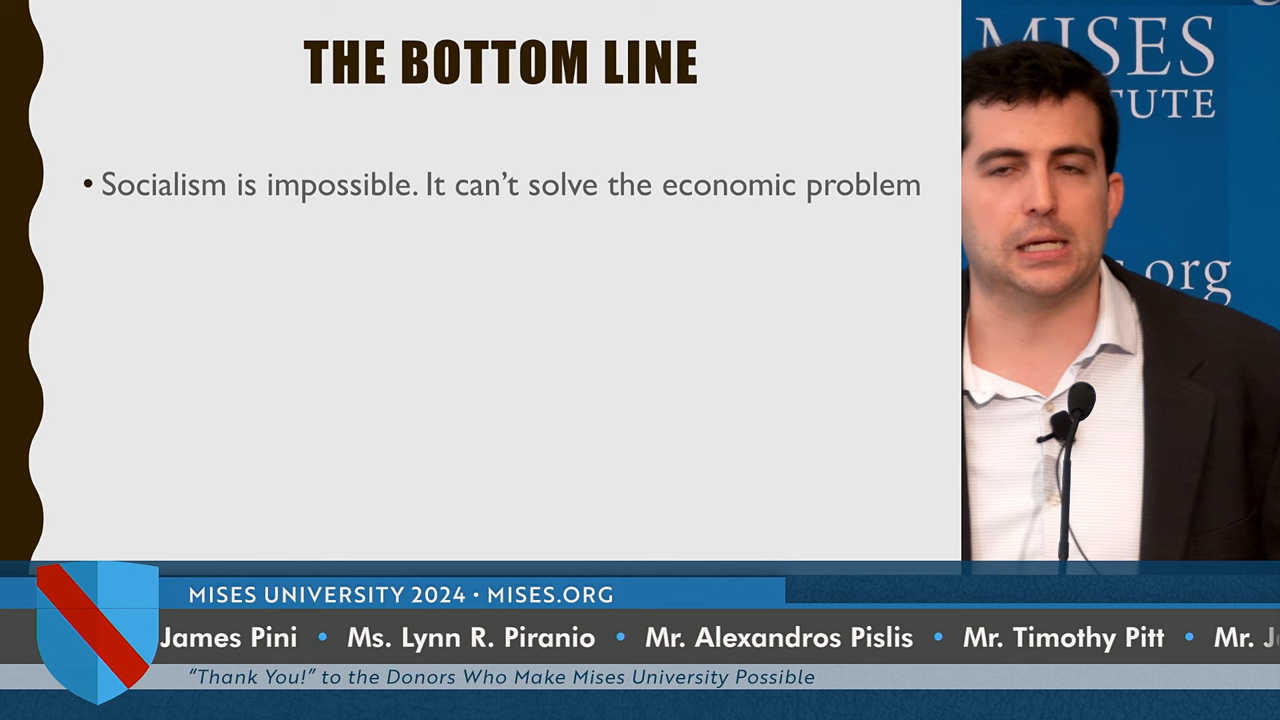 THE BOTTOM LINE
• Socialism is impossible. It can’t solve the economic problem
MISES
TUTE
.org
MISES UNIVERSITY 2024 • MISES.ORG
James Pini • Ms. Lynn R. Piranio • Mr. Alexandros Pislis • Mr. Timothy Pitt • Mr. J
“Thank You!” to the Donors Who Make Mises University Possible